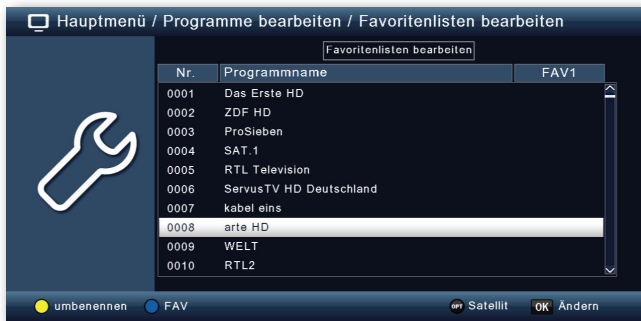 Hauptmenü / Programme bearbeiten / Favoritenlisten bearbeiten
Favoritenlisten bearbeiten
Nr. Programmname FAV1
0001 Das Erste HD
0002 ZDF HD
0003 ProSieben
0004 SAT.1
0005 RTL Television
0006 ServusTV HD Deutschland
0007 kabel eins
0008 arte HD
0009 WELT
0010 RTL2
umbenennen FAV OPT Satellit OK Ändern